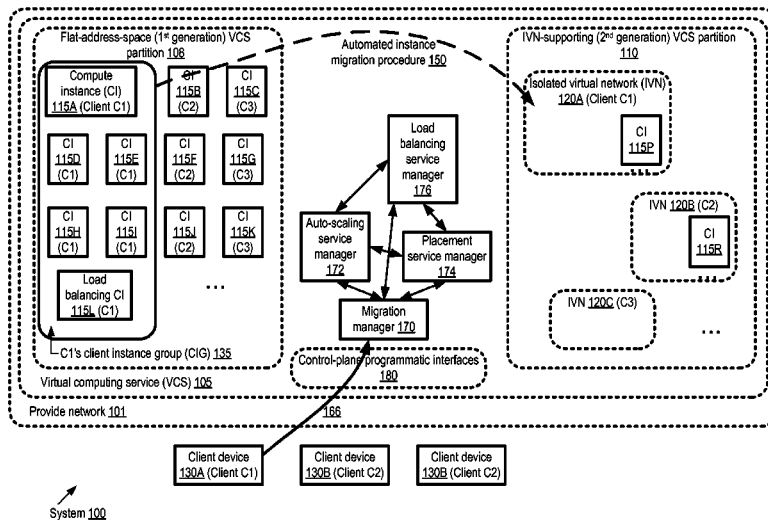 Flat-address-space (1st generation) VCS
partition 106
Compute
instance (CI)
115A (Client C1)
CI
115B
(C2)
CI
115C
(C3)
CI
115D
(C1)
CI
115E
(C1)
CI
115F
(C2)
CI
115G
(C3)
CI
115H
(C1)
CI
115I
(C1)
CI
115J
(C2)
CI
115K
(C3)
Load
balancing CI
115L (C1)
...
C1's client instance group (CIG) 135
Automated instance
migration procedure 150
Load
balancing
service
manager
176
Auto-scaling
service
manager
172
Placement
service manager
174
Migration
manager 170
Control-plane programmatic interfaces
180
IVN-supporting (2nd generation) VCS partition
110
Isolated virtual network (IVN)
120A (Client C1)
CI
115P
...
IVN 120B (C2)
CI
115R
...
IVN 120C (C3)
...
Virtual computing service (VCS) 105
Provide network 101
166
Client device
130A (Client C1)
Client device
130B (Client C2)
Client device
130B (Client C2)
System 100